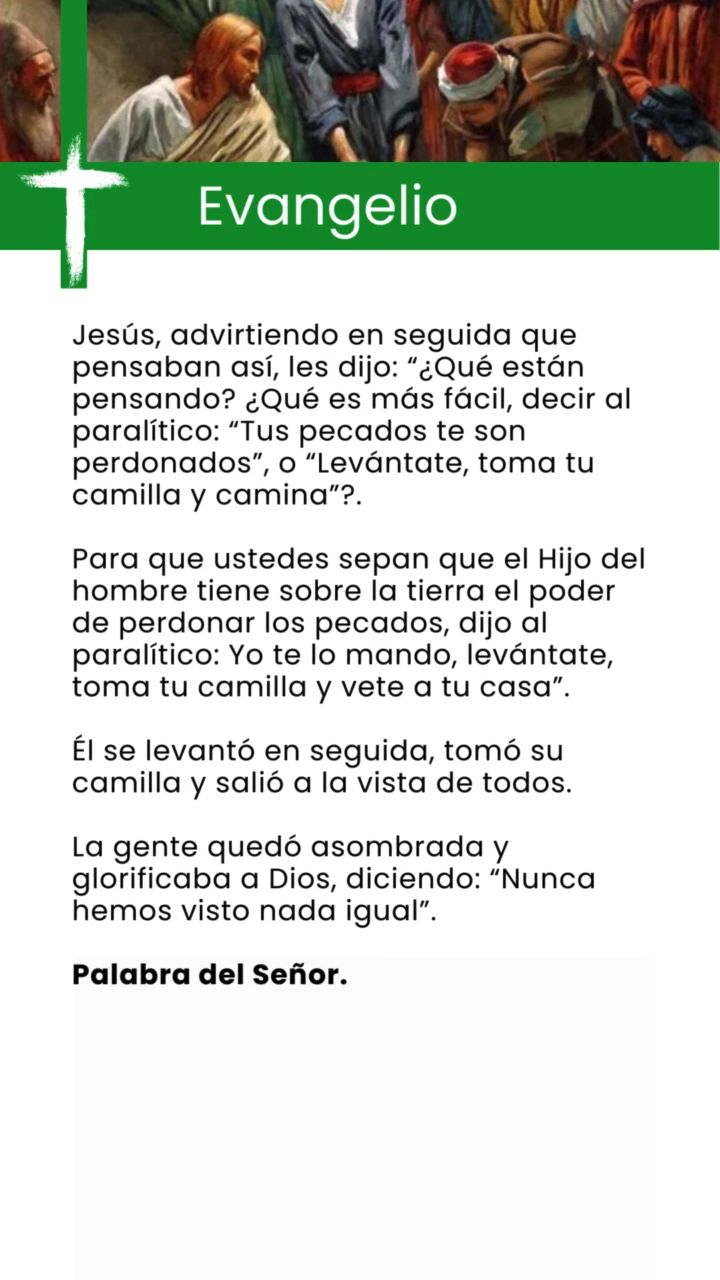 Evangelio
Jesús, advirtiendo en seguida que
pensaban así, les dijo: “¿Qué están
pensando? ¿Qué es más fácil, decir al
paralítico: “Tus pecados te son
perdonados”, o “Levántate, toma tu
camilla y camina”?.
Para que ustedes sepan que el Hijo del
hombre tiene sobre la tierra el poder
de perdonar los pecados, dijo al
paralítico: Yo te lo mando, levántate,
toma tu camilla y vete a tu casa”.
Él se levantó en seguida, tomó su
camilla y salió a la vista de todos.
La gente quedó asombrada y
glorificaba a Dios, diciendo: “Nunca
hemos visto nada igual”.
Palabra del Señor.